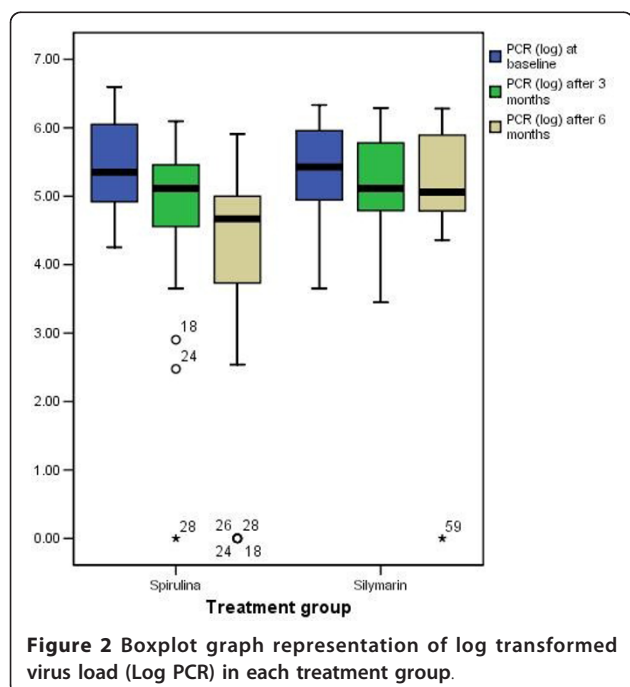 7.00
6.00
5.00
4.00
3.00
2.00
1.00
0.00
PCR (log) at
baseline
PCR (log) after 3
months
PCR (log) after 6
months
18
24
28
26 28
24 18
59
Spirulina Silymarin
Treatment group
Figure 2 Boxplot graph representation of log transformed
virus load (Log PCR) in each treatment group.